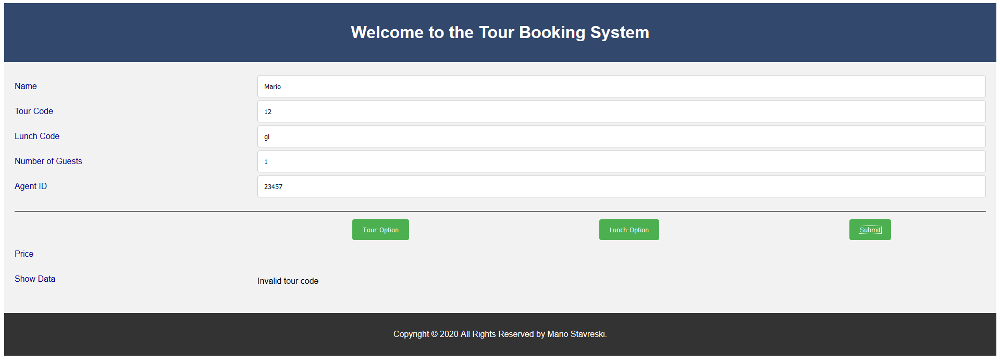 Welcome to the Tour Booking System
Name Mario
Tour Code 12
Lunch Code gl
Number of Guests 1
Agent ID 23457
Tour-Option Lunch-Option Submit
Price
Show Data Invalid tour code
Copyright © 2020 All Rights Reserved by Mario Stavreski.